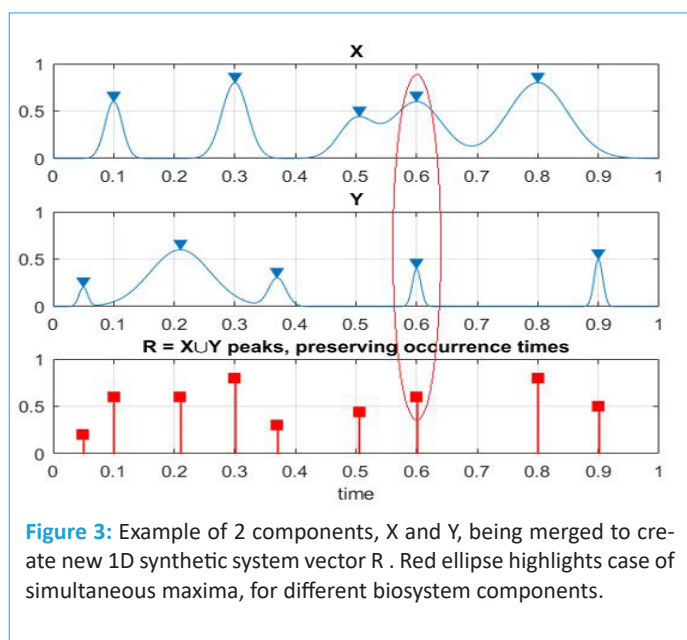 X
1
0.5
0
0 0.1 0.2 0.3 0.4 0.5 0.6 0.7 0.8 0.9 1
Y
1
0.5
0
0 0.1 0.2 0.3 0.4 0.5 0.6 0.7 0.8 0.9 1
R = X∪Y peaks, preserving occurrence times
1
0.5
0
0 0.1 0.2 0.3 0.4 0.5 0.6 0.7 0.8 0.9 1
time
Figure 3: Example of 2 components, X and Y, being merged to cre-
ate new 1D synthetic system vector R . Red ellipse highlights case of
simultaneous maxima, for different biosystem components.